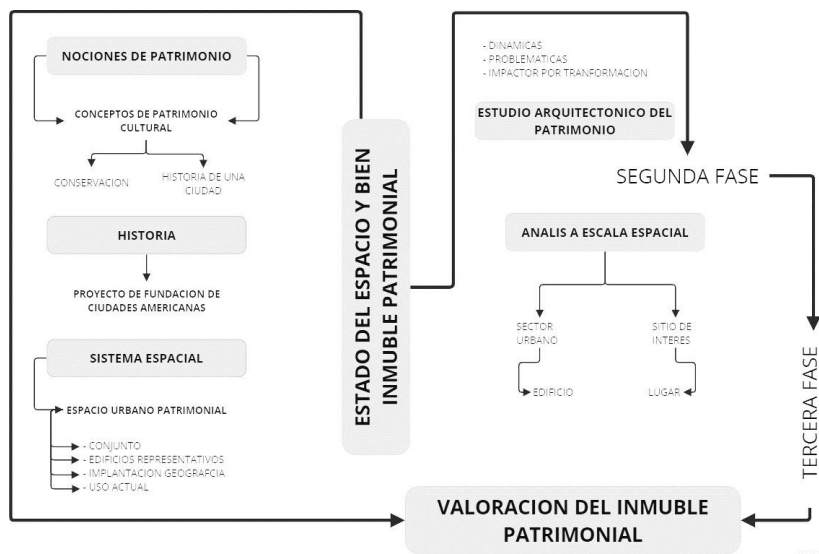 NOCIONES DE PATRIMONIO
CONCEPTOS DE PATRIMONIO
CULTURAL
CONSERVACION
HISTORIA DE UNA
CIUDAD
HISTORIA
PROYECTO DE FUNDACION DE
CIUDADES AMERICANAS
SISTEMA ESPACIAL
ESPACIO URBANO PATRIMONIAL
- CONJUNTO
- EDIFICIOS REPRESENTATIVOS
- IMPLANTACION GEOGRAFCIA
- USO ACTUAL
ESTADO DEL ESPACIO Y BIEN
INMUBLE PATRIMONIAL
- DINAMICAS
- PROBLEMATICAS
- IMPACTOR POR TRANFORMACION
ESTUDIO ARQUITECTONICO DEL
PATRIMONIO
SEGUNDA FASE
ANALIS A ESCALA ESPACIAL
SECTOR
URBANO
SITIO DE
INTERES
EDIFICIO
LUGAR
TERCERA FASE
VALORACION DEL INMUBLE
PATRIMONIAL